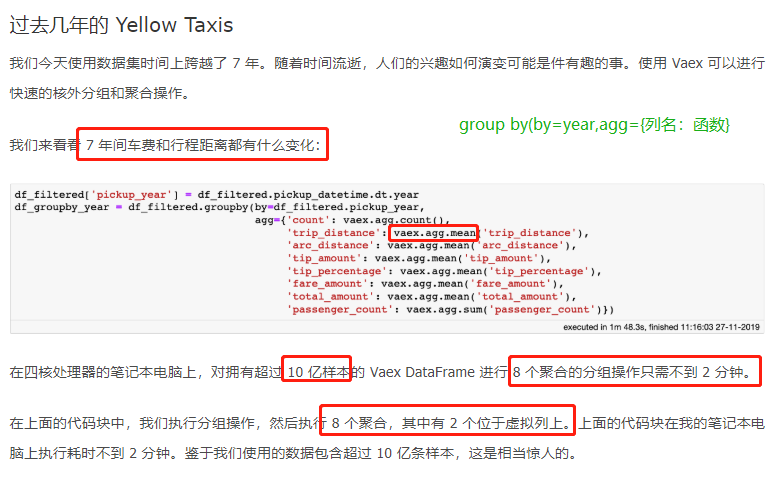 过去几年的 Yellow Taxis
我们今天使用数据集时间上跨越了 7 年。随着时间流逝，人们的兴趣如何演变可能是件有趣的事。使用 Vaex 可以进行
快速的核外分组和聚合操作。
group by(by=year,agg={列名：函数}
我们来看看 7 年间车费和行程距离都有什么变化：
df_filtered['pickup_year'] = df_filtered.pickup_datetime.dt.year
df_groupby_year = df_filtered.groupby(by=df_filtered.pickup_year,
agg={'count': vaex.agg.count(),
'trip_distance': vaex.agg.mean('trip_distance'),
'arc_distance': vaex.agg.mean('arc_distance'),
'tip_amount': vaex.agg.mean('tip_amount'),
'tip_percentage': vaex.agg.mean('tip_percentage'),
'fare_amount': vaex.agg.mean('fare_amount'),
'total_amount': vaex.agg.mean('total_amount'),
'passenger_count': vaex.agg.sum('passenger_count')})
executed in 1m 48.3s, finished 11:16:03 27-11-2019
在四核处理器的笔记本电脑上，对拥有超过 10 亿样本的 Vaex DataFrame 进行 8 个聚合的分组操作只需不到 2 分钟。
在上面的代码块中，我们执行分组操作，然后执行 8 个聚合，其中有 2 个位于虚拟列上。上面的代码块在我的笔记本电
脑上执行耗时不到 2 分钟。鉴于我们使用的数据包含超过 10 亿条样本，这是相当惊人的。